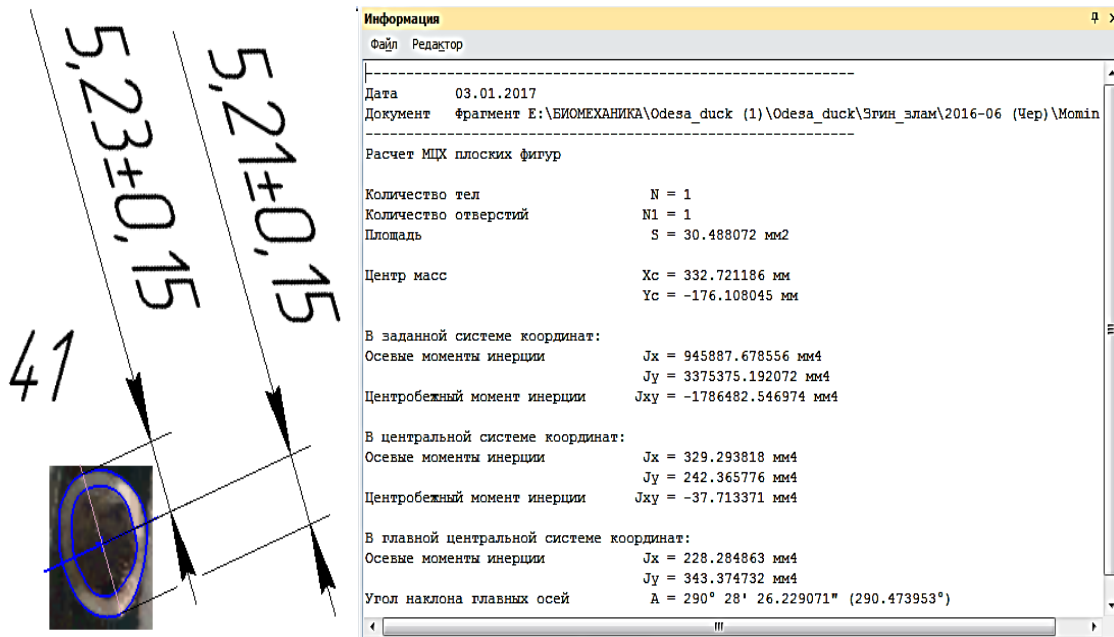 5,23±0,15
5,21±0,15
41
Информация
Файл Редактор
Дата 03.01.2017
Документ Фрагмент E:\БИОМЕХАНИКА\Odesa_duck (1)\Odesa_duck\Згин_злам\2016-06 (Чер)\Momin
Расчет МЦХ плоских фигур
Количество тел N = 1
Количество отверстий N1 = 1
Площадь S = 30.488072 мм2
Центр масс Xc = 332.721186 мм
Yc = -176.108045 мм
В заданной системе координат:
Осевые моменты инерции Jx = 945887.678556 мм4
Jy = 3375375.192072 мм4
Центробежный момент инерции Jxy = -1786482.546974 мм4
В центральной системе координат:
Осевые моменты инерции Jx = 329.293818 мм4
Jy = 242.365776 мм4
Центробежный момент инерции Jxy = -37.713371 мм4
В главной центральной системе координат:
Осевые моменты инерции Jx = 228.284863 мм4
Jy = 343.374732 мм4
Угол наклона главных осей A = 290° 28' 26.229071" (290.473953°)